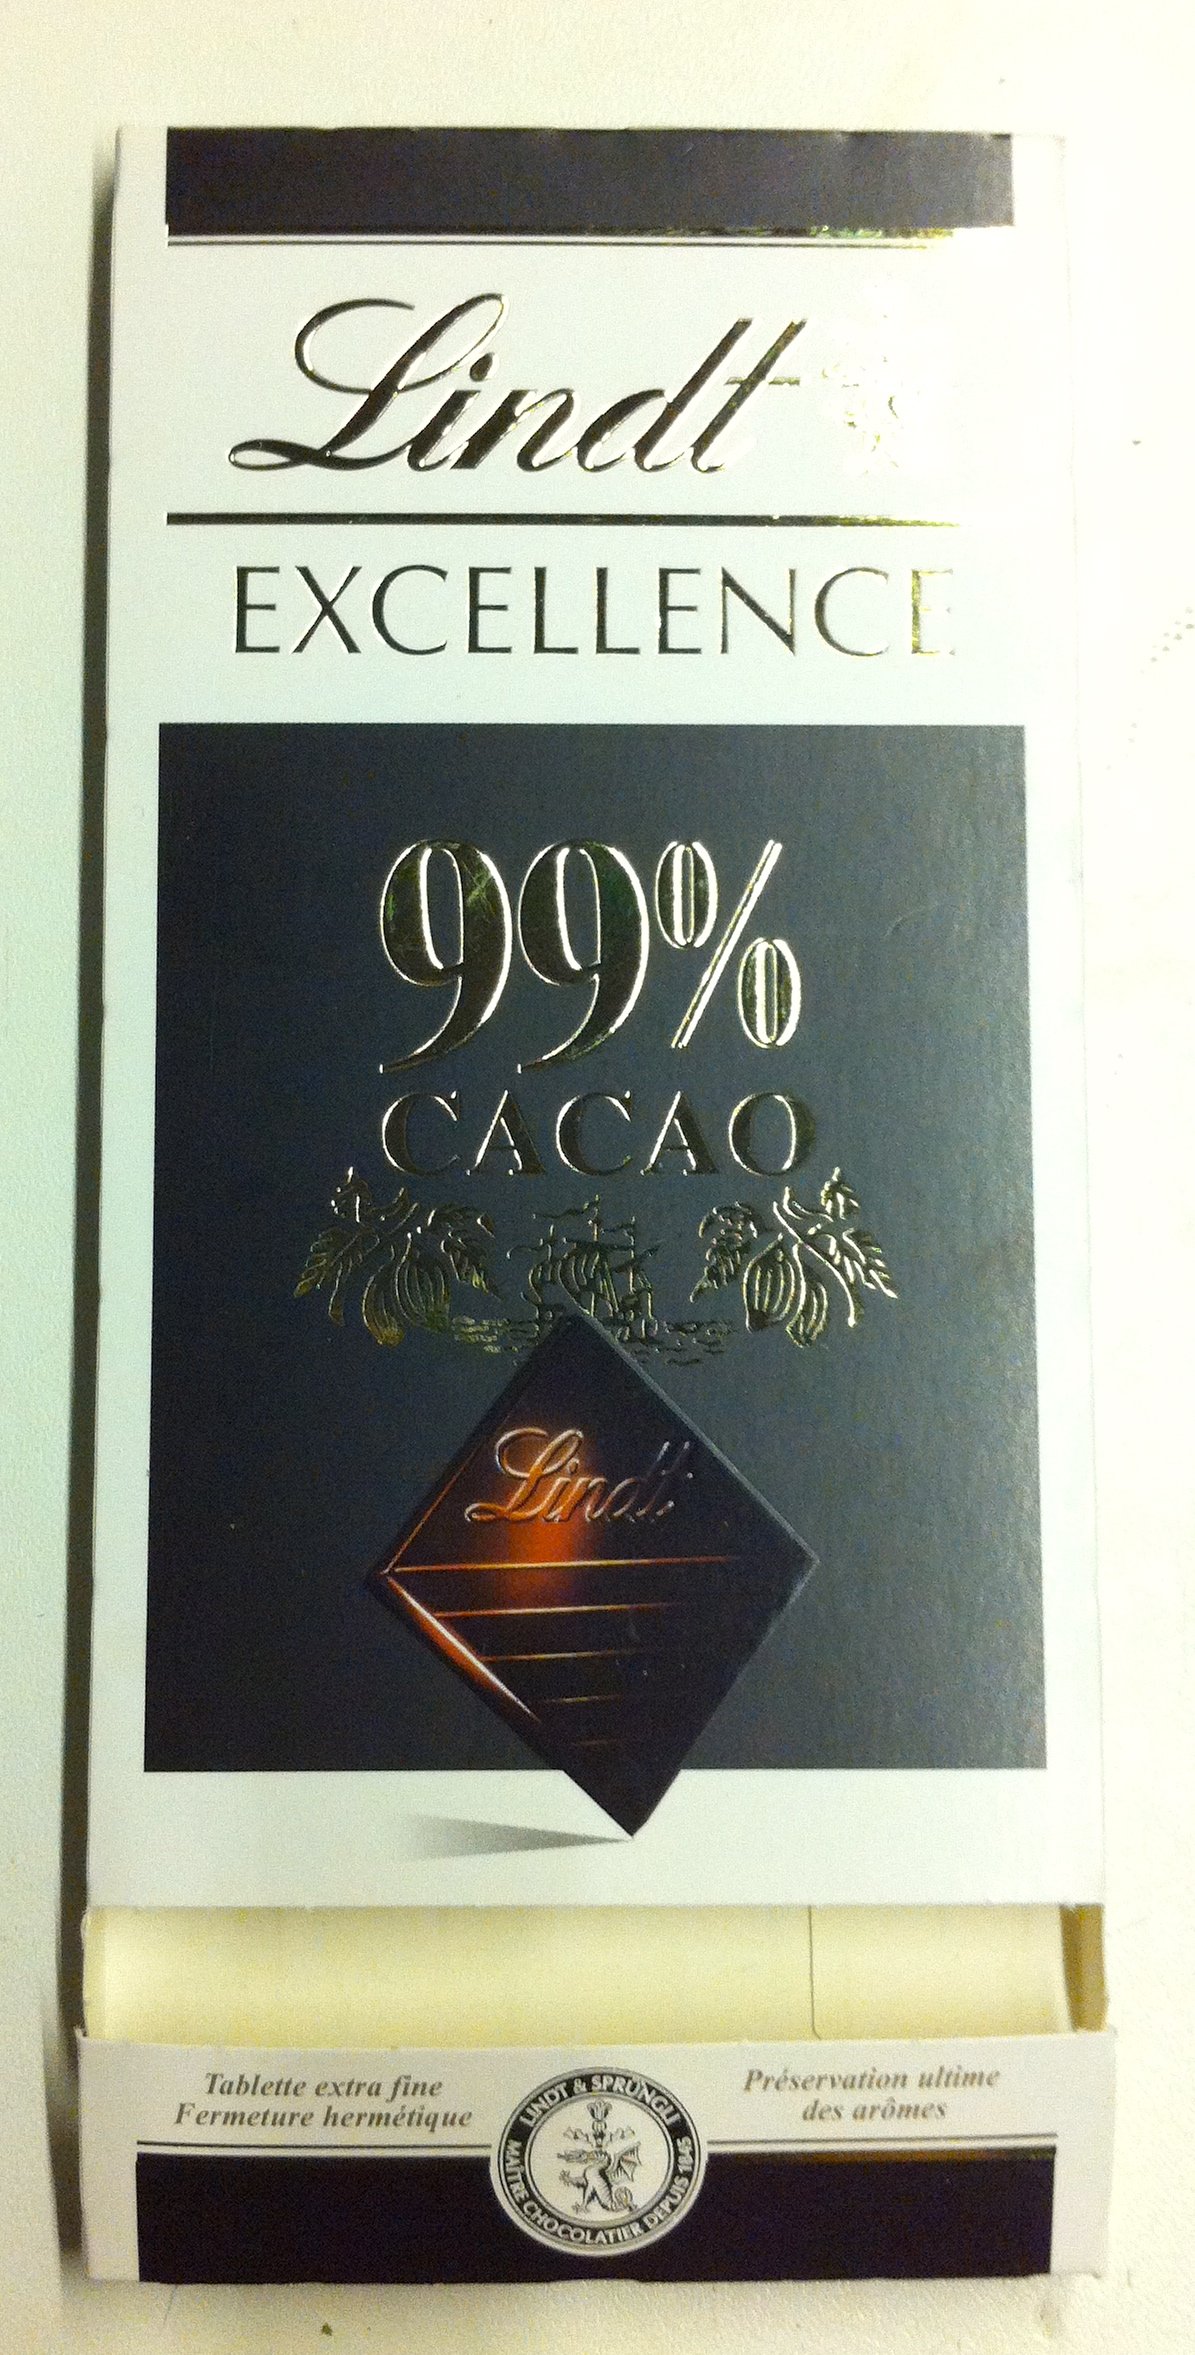 Lindt
EXCELLENCE
99%
CACAO
Lindt
Tablette extra fine
Fermeture hermétique
Préservation ultime
des arômes
LINDT & SPRÜNGLI
MAÎTRE CHOCOLATIER DEPUIS 1845